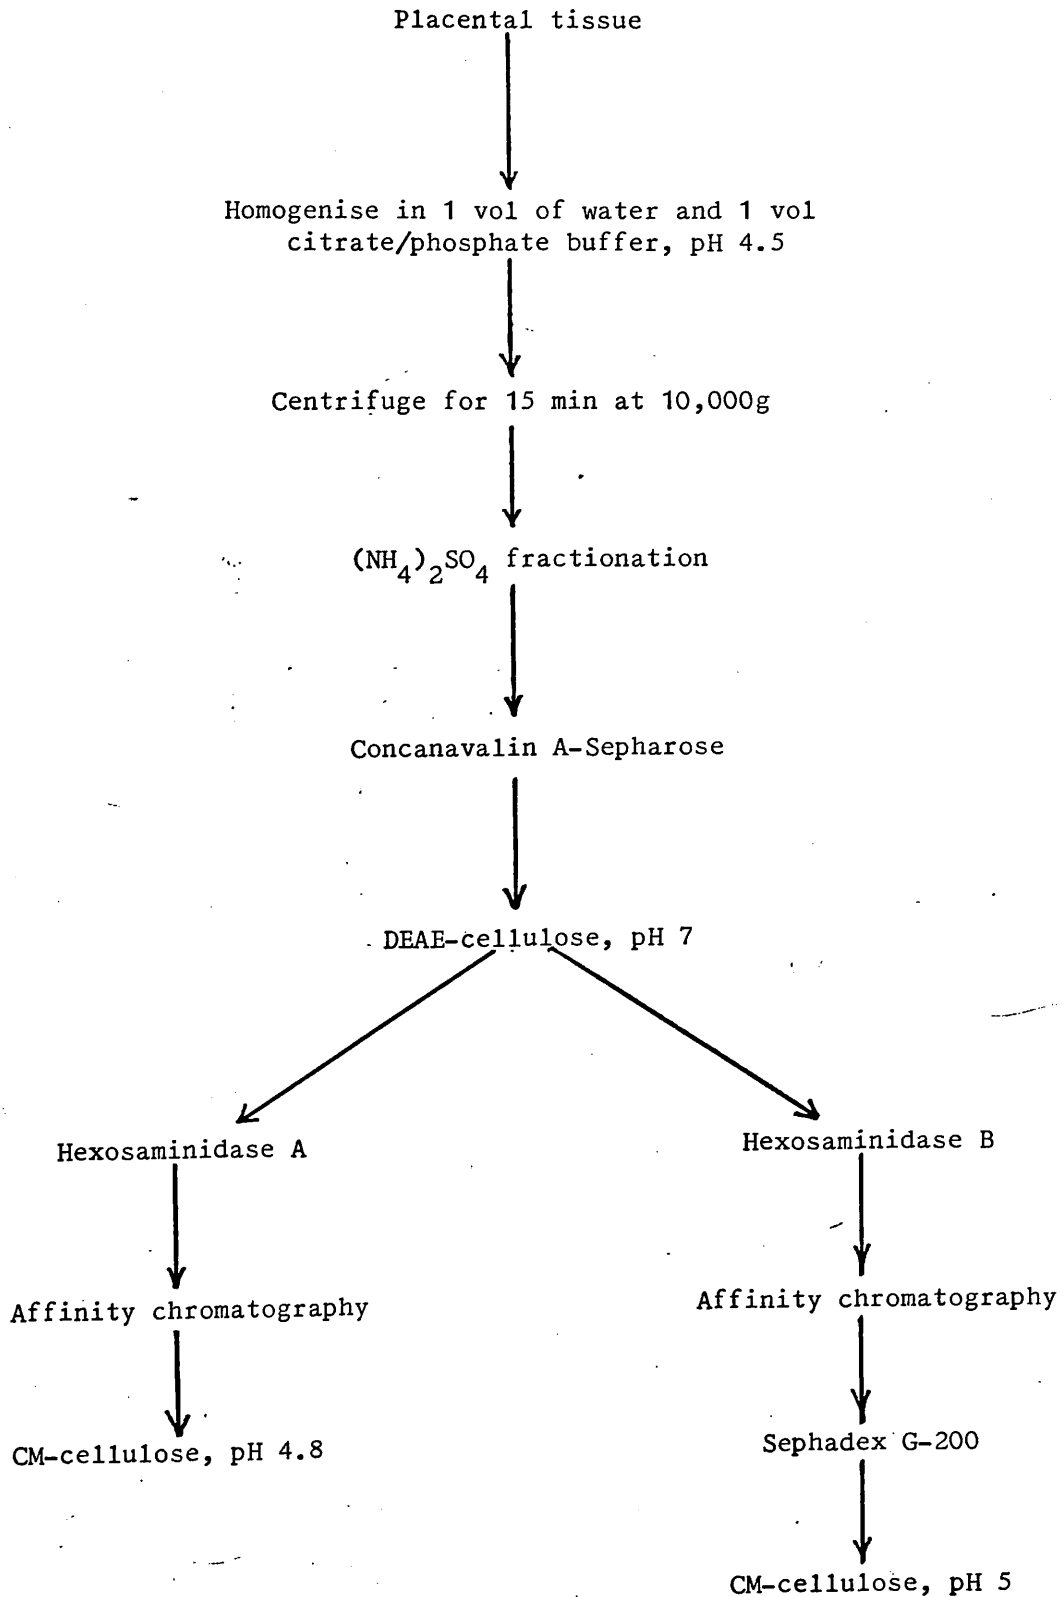 Placental tissue
Homogenise in 1 vol of water and 1 vol
citrate/phosphate buffer, pH 4.5
Centrifuge for 15 min at 10,000g
(NH4)2SO4 fractionation
Concanavalin A-Sepharose
DEAE-cellulose, pH 7
Hexosaminidase A
Hexosaminidase B
Affinity chromatography
Affinity chromatography
CM-cellulose, pH 4.8
Sephadex G-200
CM-cellulose, pH 5